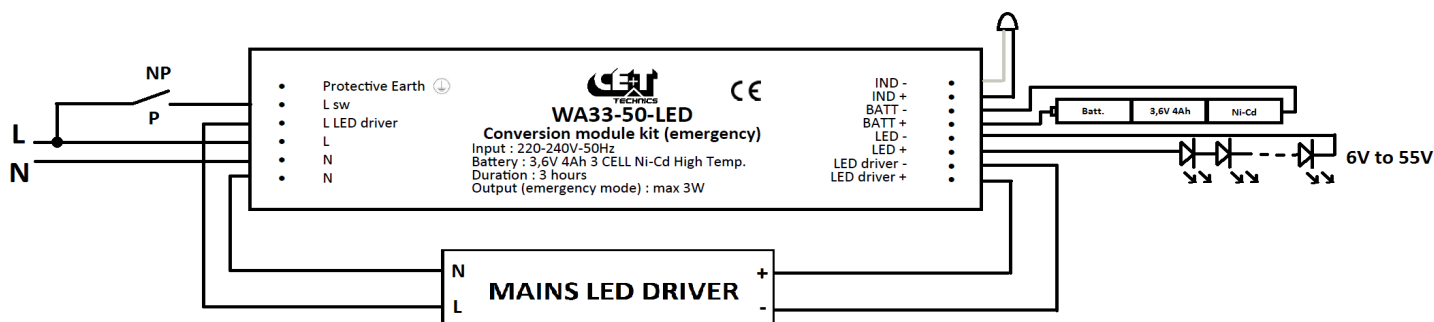 NP
P
L
N
Protective Earth
L sw
L LED driver
L
N
N
CE+T
TECHNICS
CE
WA33-50-LED
Conversion module kit (emergency)
Input : 220-240V-50Hz
Battery : 3,6V 4Ah 3 CELL Ni-Cd High Temp.
Duration : 3 hours
Output (emergency mode) : max 3W
IND -
IND +
BATT -
BATT +
LED -
LED +
LED driver -
LED driver +
Batt. 3,6V 4Ah Ni-Cd
6V to 55V
N
L
MAINS LED DRIVER
+
-